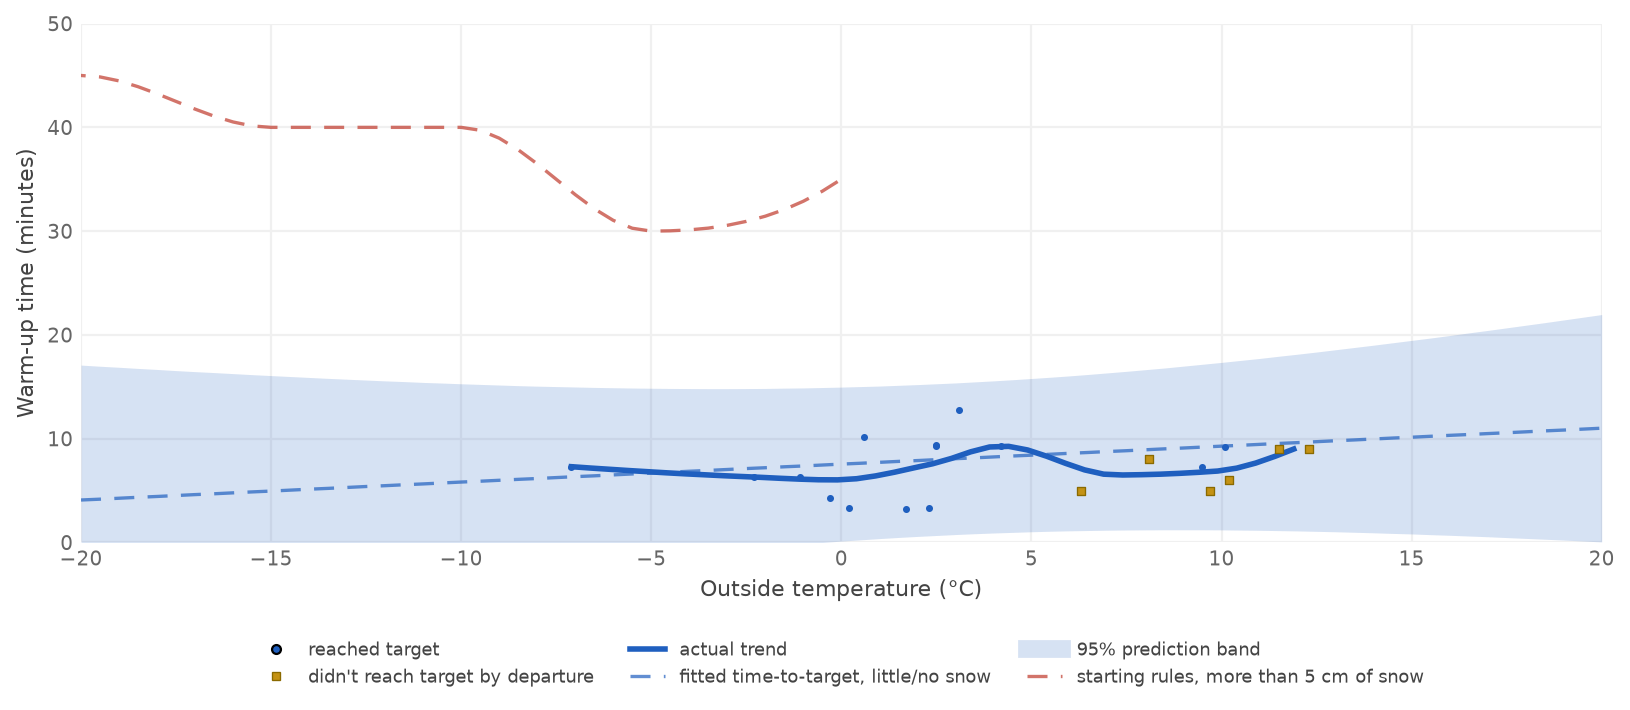 Warm-up time (minutes)
50
40
30
20
10
0
−20
−15
−10
−5
0
5
10
15
20
Outside temperature (°C)
reached target
actual trend
95% prediction band
didn't reach target by departure
fitted time-to-target, little/no snow
starting rules, more than 5 cm of snow